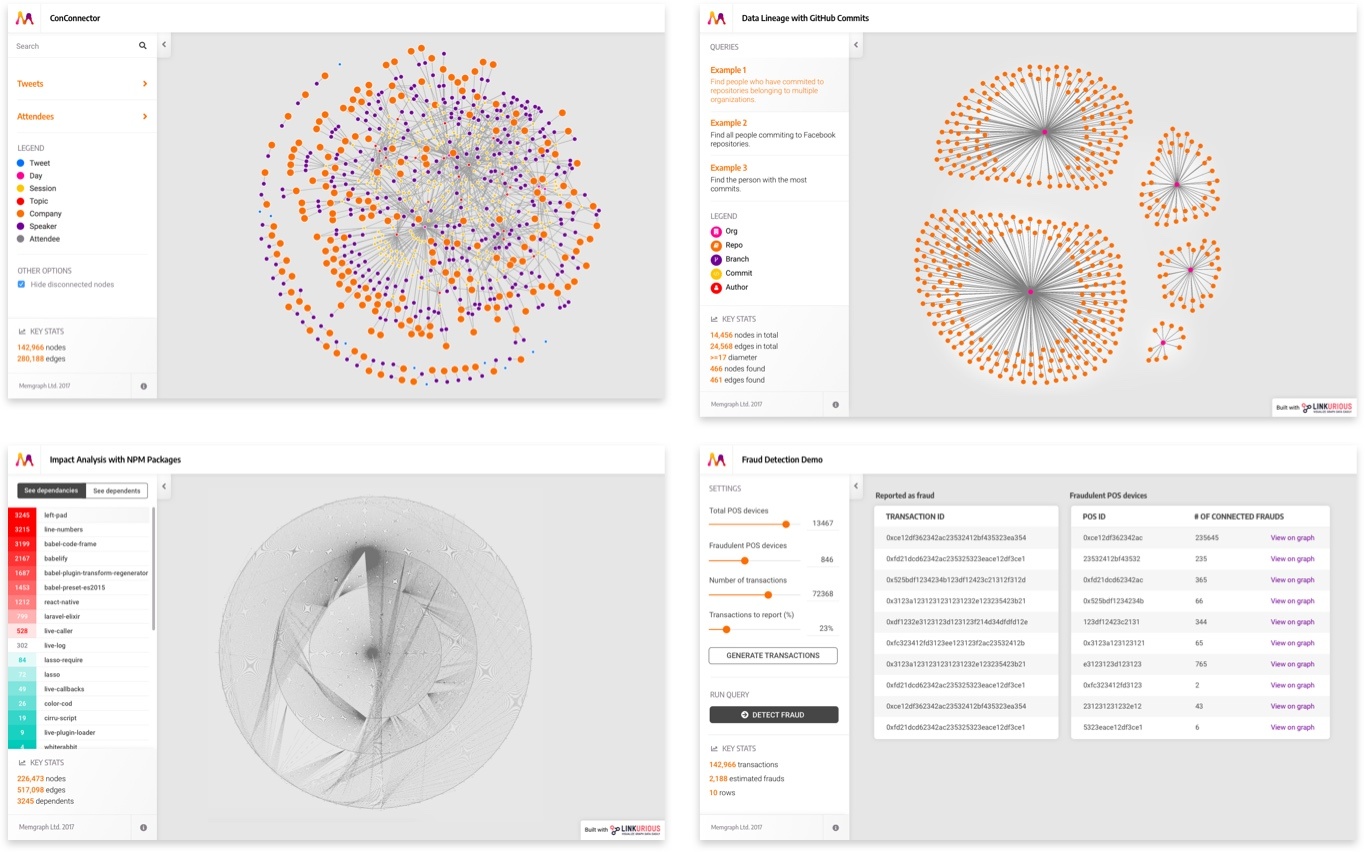 ConConnector
Search
Tweets
Attendees
LEGEND
Tweet
Day
Session
Topic
Company
Speaker
Attendee
OTHER OPTIONS
Hide disconnected nodes
KEY STATS
142,966 nodes
280,188 edges
Memgraph Ltd. 2017
Data Lineage with GitHub Commits
QUERIES
Example 1
Find people who have commited to
repositories belonging to multiple
organizations.
Example 2
Find all people commiting to Facebook
repositories.
Example 3
Find the person with the most
commits.
LEGEND
Org
Repo
Branch
Commit
Author
KEY STATS
14,456 nodes in total
24,568 edges in total
>=17 diameter
466 nodes found
461 edges found
Memgraph Ltd. 2017
Built with LINKURIOUS
Impact Analysis with NPM Packages
See dependancies See dependents
3245 left-pad
3215 line-numbers
3199 babel-code-frame
2167 babelify
1687 babel-plugin-transform-regenerator
1453 babel-preset-es2015
1212 react-native
799 laravel-elixir
528 live-caller
302 live-log
84 lasso-require
73 lasso
49 live-callbacks
28 color-cod
19 cirru-script
9 live-plugin-loader
4 whiterabbit
KEY STATS
226,473 nodes
517,098 edges
3245 dependents
Memgraph Ltd. 2017
Built with LINKURIOUS
Fraud Detection Demo
SETTINGS
Total POS devices
13467
Fraudulent POS devices
846
Number of transactions
72368
Transactions to report (%)
23%
GENERATE TRANSACTIONS
RUN QUERY
DETECT FRAUD
KEY STATS
142,966 transactions
2,188 estimated frauds
10 rows
Memgraph Ltd. 2017
Reported as fraud
TRANSACTION ID
0xce12df362342ac23532412bf435323ea354
0xfd21dcd62342ac235325323eace12df3ce1
0x525bdf1234234b123df12423c21312f312d
0x3123a1231231231231232e123235423b21
0xdf1232e3123123d123123f214d34dfdfd12e
0xfc323412fd3123ee123123f2ac23532412b
0x3123a1231231231231232e123235423b21
0xfd21dcd62342ac235325323eace12df3ce1
0xce12df362342ac23532412bf435323ea354
0xfd21dcd62342ac235325323eace12df3ce1
Fraudulent POS devices
POS ID # OF CONNECTED FRAUDS
0xce12df362342ac 235645 View on graph
23532412bf43532 235 View on graph
0xfd21dcd62342ac 365 View on graph
0x525bdf1234234b 66 View on graph
123df12423c2131 344 View on graph
0x3123a123123121 65 View on graph
e3123123d123123 765 View on graph
0xfc323412fd3123 2 View on graph
231231231232e12 43 View on graph
5323eace12df3ce1 6 View on graph